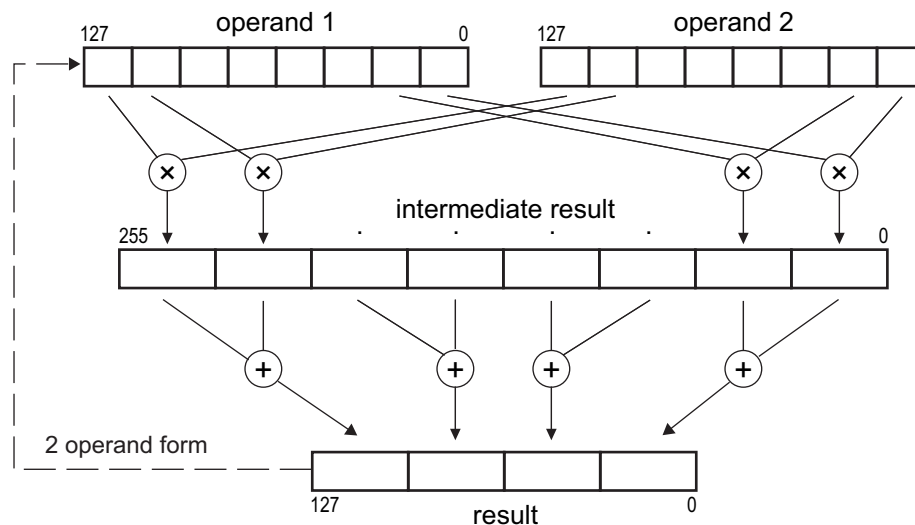 operand 1
operand 2
127
0
127
×
×
×
×
intermediate result
255
. . . .
0
+
+
+
+
2 operand form
127
0
result